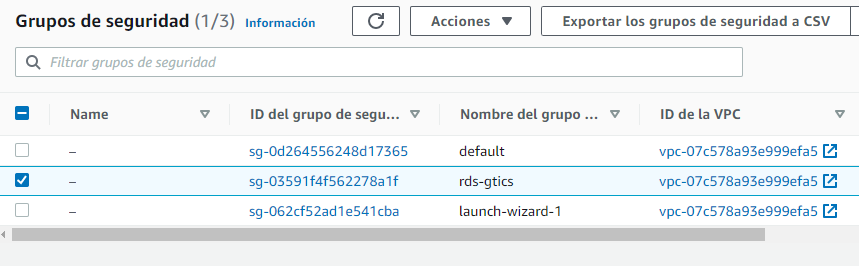 Grupos de seguridad (1/3) Información Acciones Exportar los grupos de seguridad a CSV
Filtrar grupos de seguridad
Name ID del grupo de segu... Nombre del grupo ... ID de la VPC
– sg-0d264556248d17365 default vpc-07c578a93e999efa5
– sg-03591f4f562278a1f rds-gtics vpc-07c578a93e999efa5
– sg-062cf52ad1e541cba launch-wizard-1 vpc-07c578a93e999efa5